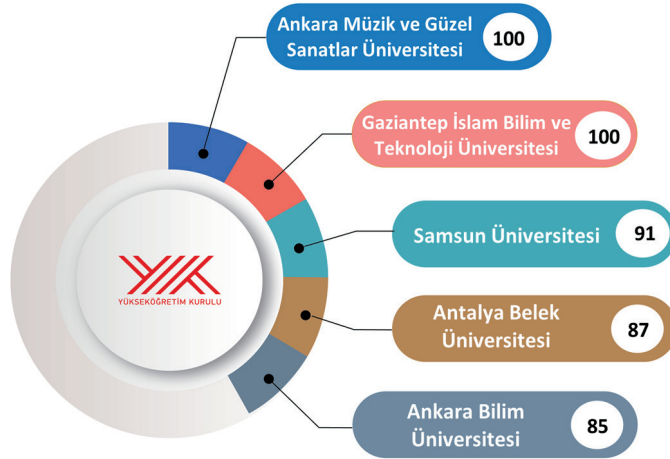 Ankara Müzik ve Güzel
Sanatlar Üniversitesi
100
Gaziantep İslam Bilim ve
Teknoloji Üniversitesi
100
Samsun Üniversitesi
91
Antalya Belek
Üniversitesi
87
Ankara Bilim
Üniversitesi
85
YÜKSEKÖĞRETİM KURULU